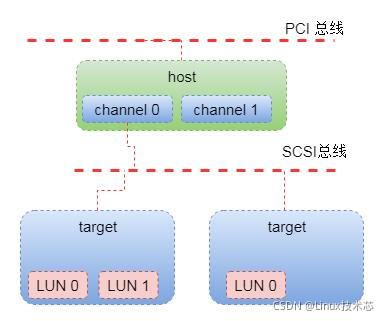 PCI 总线
host
channel 0
channel 1
SCSI总线
target
target
LUN 0
LUN 1
LUN 0
CSDN @Linux技术芯